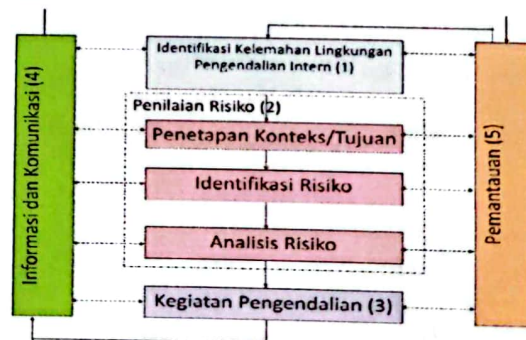 Identifikasi Kelemahan Lingkungan
Pengendalian Intern (1)
Penilaian Risiko (2)
Penetapan Konteks/Tujuan
Identifikasi Risiko
Analisis Risiko
Kegiatan Pengendalian (3)
Informasi dan Komunikasi (4)
Pemantauan (5)